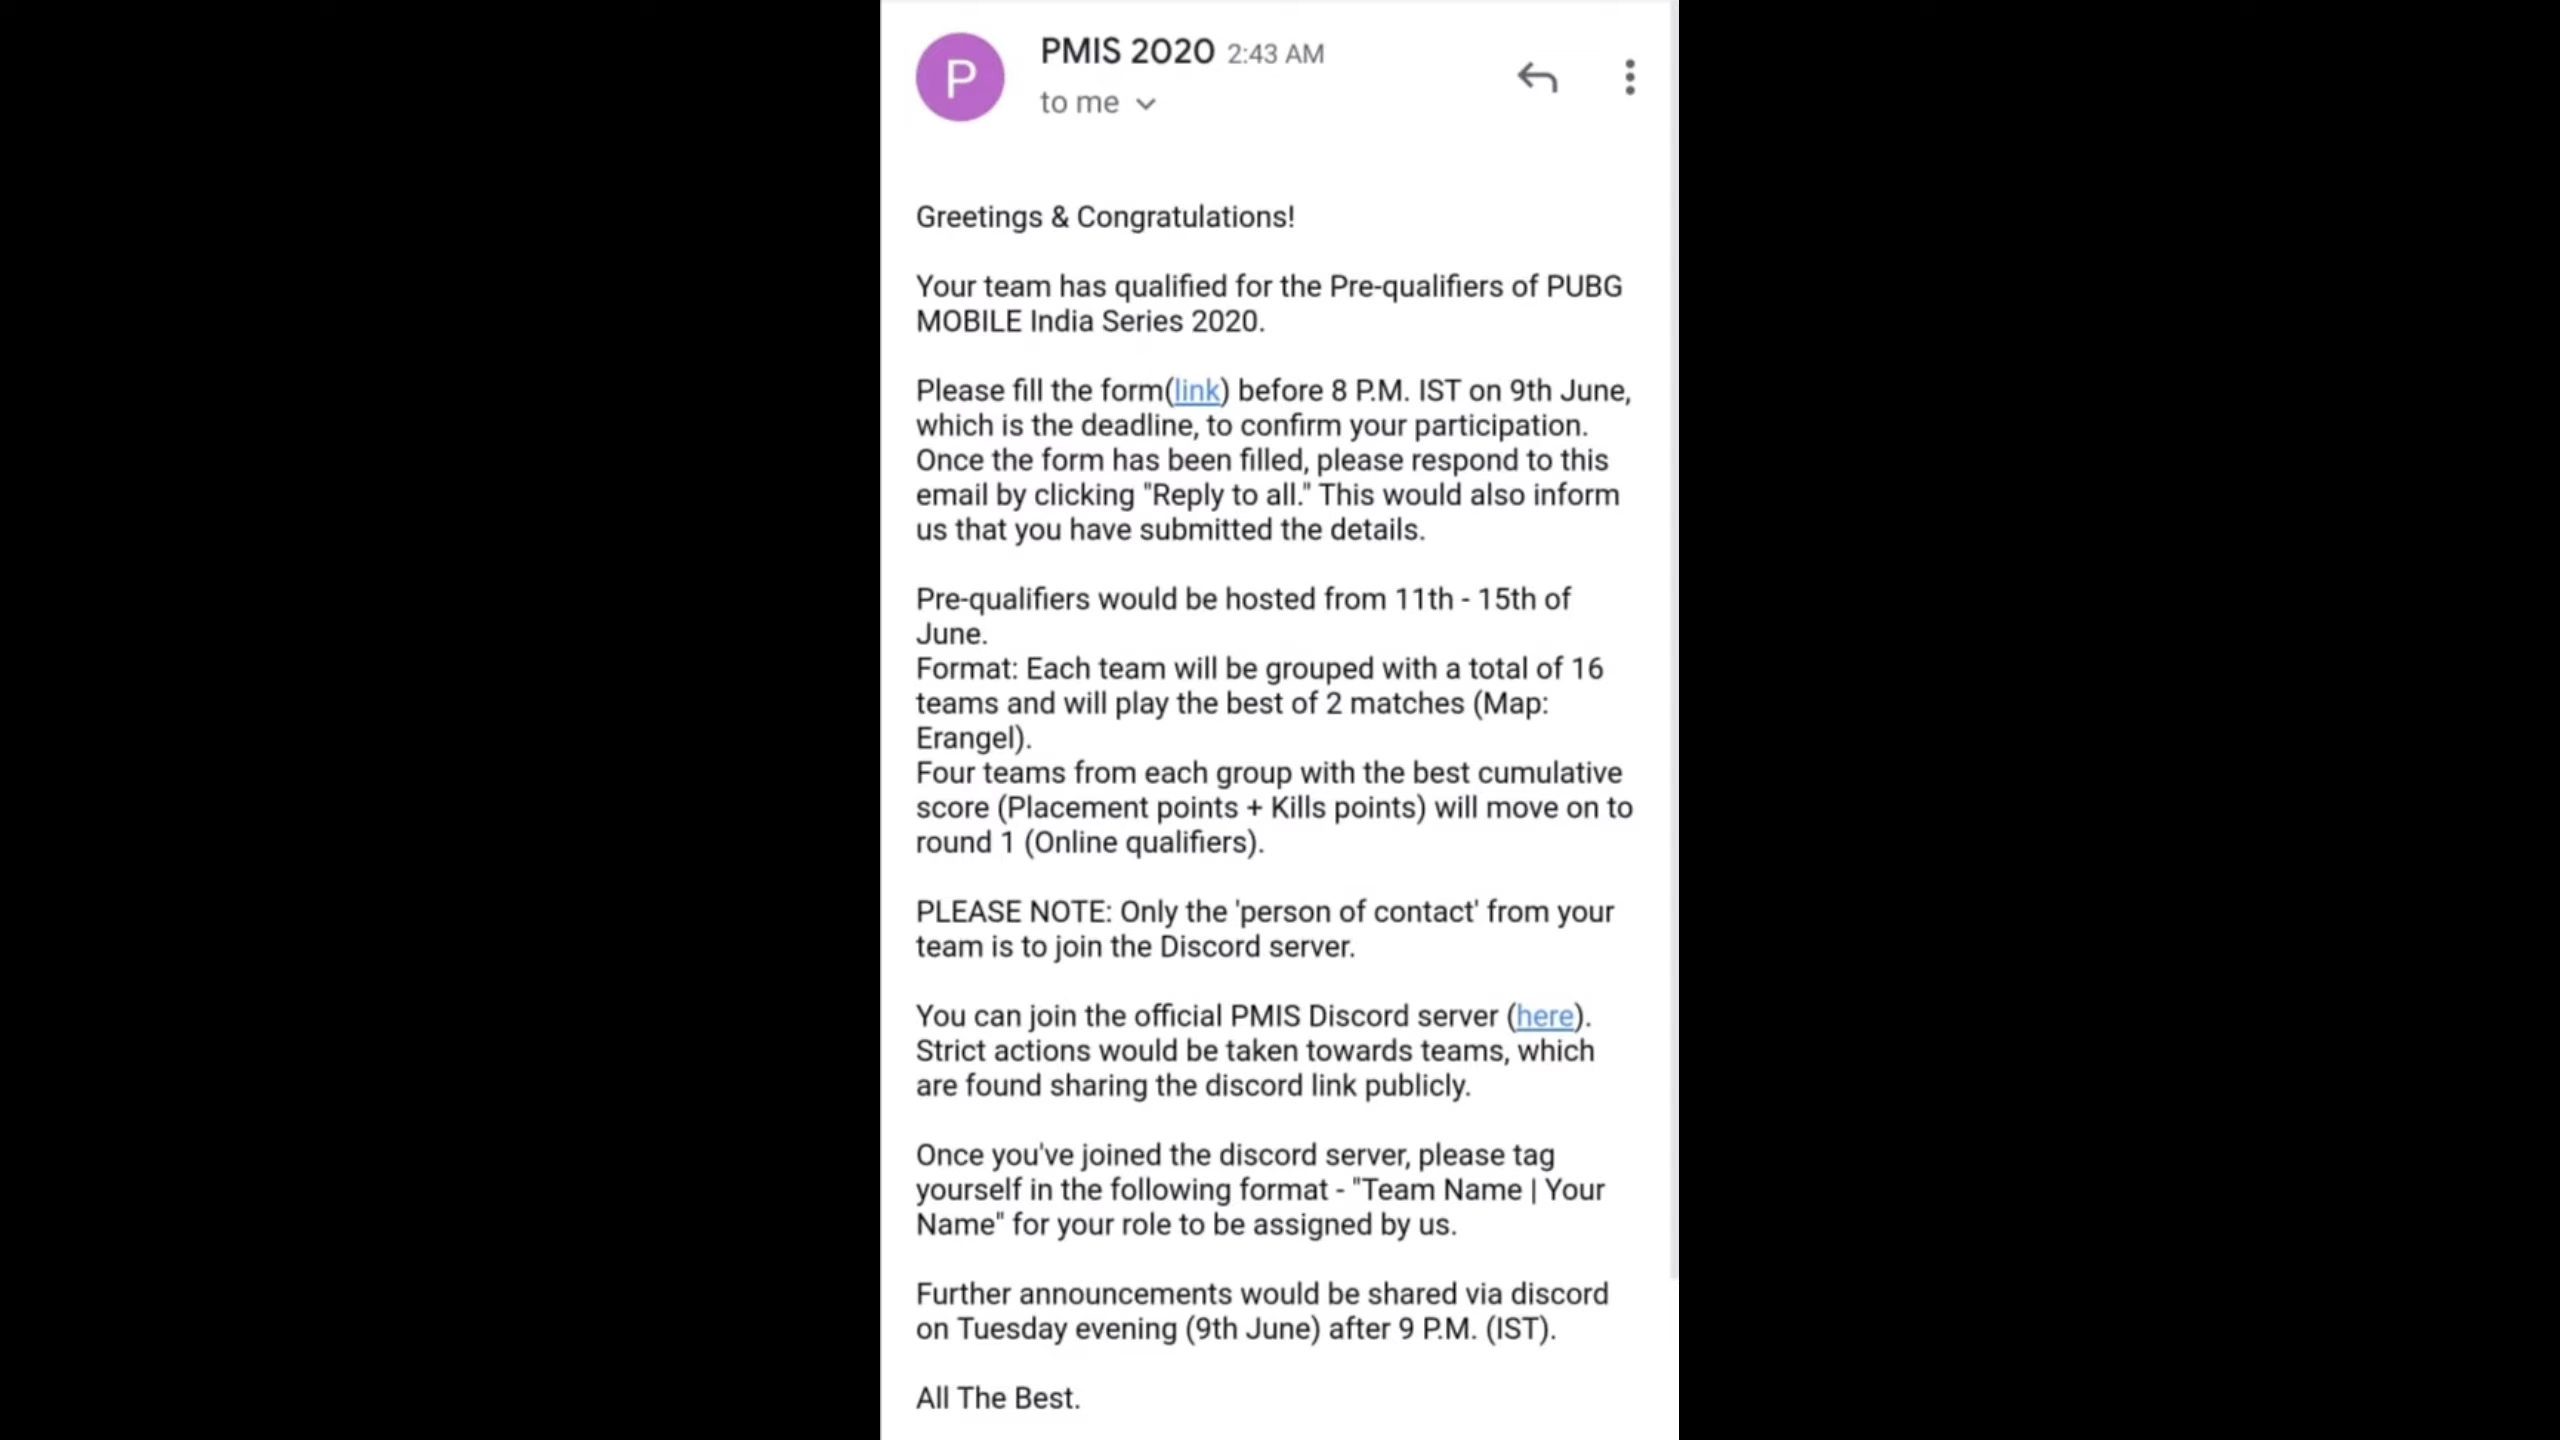 P
PMIS 2020 2:43 AM
to me
Greetings & Congratulations!
Your team has qualified for the Pre-qualifiers of PUBG
MOBILE India Series 2020.
Please fill the form(link) before 8 P.M. IST on 9th June,
which is the deadline, to confirm your participation.
Once the form has been filled, please respond to this
email by clicking "Reply to all." This would also inform
us that you have submitted the details.
Pre-qualifiers would be hosted from 11th - 15th of
June.
Format: Each team will be grouped with a total of 16
teams and will play the best of 2 matches (Map:
Erangel).
Four teams from each group with the best cumulative
score (Placement points + Kills points) will move on to
round 1 (Online qualifiers).
PLEASE NOTE: Only the 'person of contact' from your
team is to join the Discord server.
You can join the official PMIS Discord server (here).
Strict actions would be taken towards teams, which
are found sharing the discord link publicly.
Once you've joined the discord server, please tag
yourself in the following format - "Team Name | Your
Name" for your role to be assigned by us.
Further announcements would be shared via discord
on Tuesday evening (9th June) after 9 P.M. (IST).
All The Best.